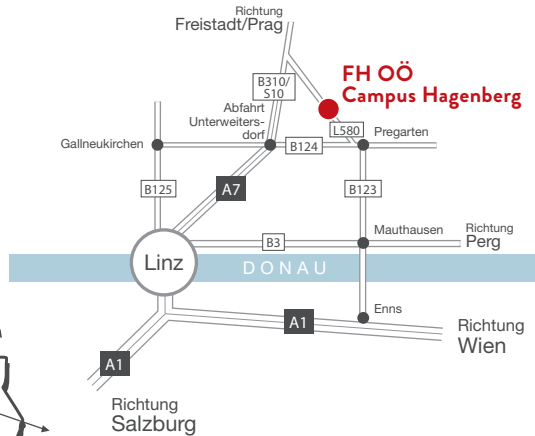 Richtung
Freistadt/Prag
FH OÖ
Campus Hagenberg
B310/
S10
Abfahrt
Unterweiters-
dorf
L580
Gallneukirchen
B124
Pregarten
B125
A7
B123
Mauthausen
Richtung
Perg
B3
Linz
DONAU
Enns
A1
Richtung
Wien
A1
Richtung
Salzburg